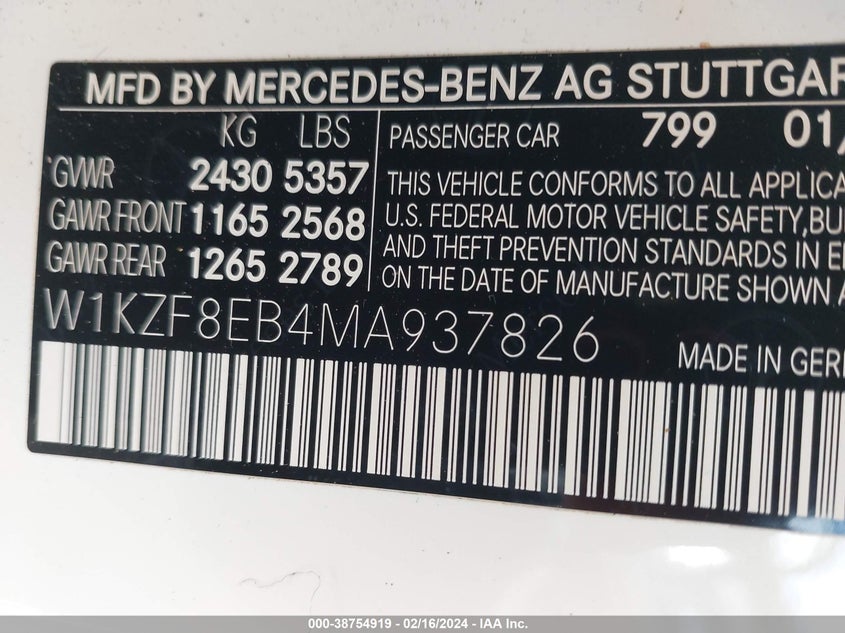 MFD BY MERCEDES-BENZ AG STUTTGAR
KG LBS
GVWR 2430 5357
GAWR FRONT 1165 2568
GAWR REAR 1265 2789
PASSENGER CAR 799 01/
THIS VEHICLE CONFORMS TO ALL APPLICA
U.S. FEDERAL MOTOR VEHICLE SAFETY, BU
AND THEFT PREVENTION STANDARDS IN E
ON THE DATE OF MANUFACTURE SHOWN A
W1KZF8EB4MA937826
MADE IN GER
000-38754919 - 02/16/2024 - IAA Inc.